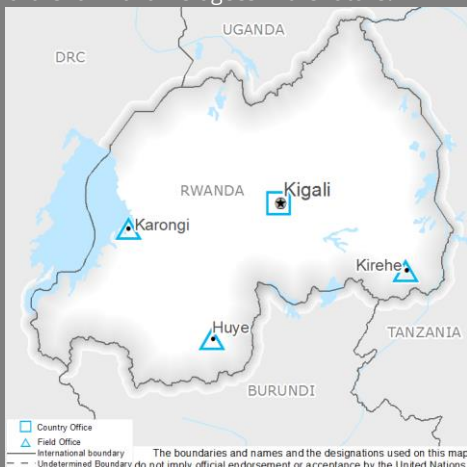 UGANDA
DRC
RWANDA
Kigali
Karongi
Kirehe
Huye
TANZANIA
BURUNDI
Country Office
Field Office
International boundary
Undetermined Boundary
The boundaries and names and the designations used on this map
do not imply official endorsement or acceptance by the United Nations